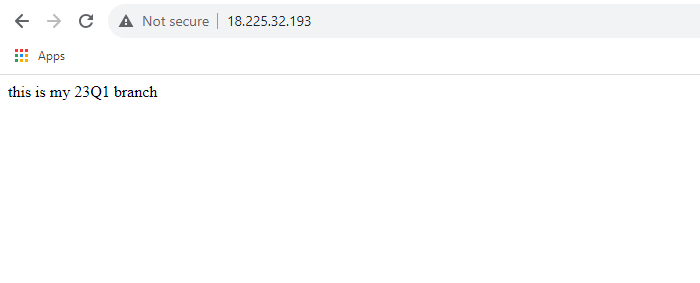 Not secure | 18.225.32.193
Apps
this is my 23Q1 branch